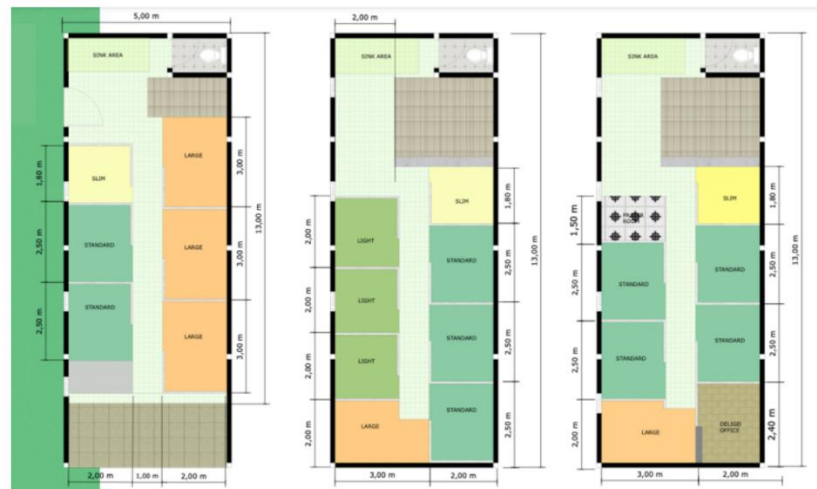 5,00 m
SINK AREA
LARGE
3,00 m
1,80 m
SLIM
13,00 m
2,50 m
STANDARD
LARGE
3,00 m
2,50 m
STANDARD
LARGE
3,00 m
2,00 m
1,00 m
2,00 m
2,00 m
SINK AREA
SLIM
1,80 m
2,00 m
LIGHT
STANDARD
2,50 m
13,00 m
2,00 m
LIGHT
STANDARD
2,50 m
2,00 m
LIGHT
STANDARD
2,50 m
2,00 m
LARGE
3,00 m
2,00 m
SINK AREA
SLIM
1,80 m
1,50 m
STANDARD
2,50 m
13,00 m
2,50 m
STANDARD
STANDARD
2,50 m
2,50 m
STANDARD
2,00 m
LARGE
OFFICE
2,40 m
3,00 m
2,00 m